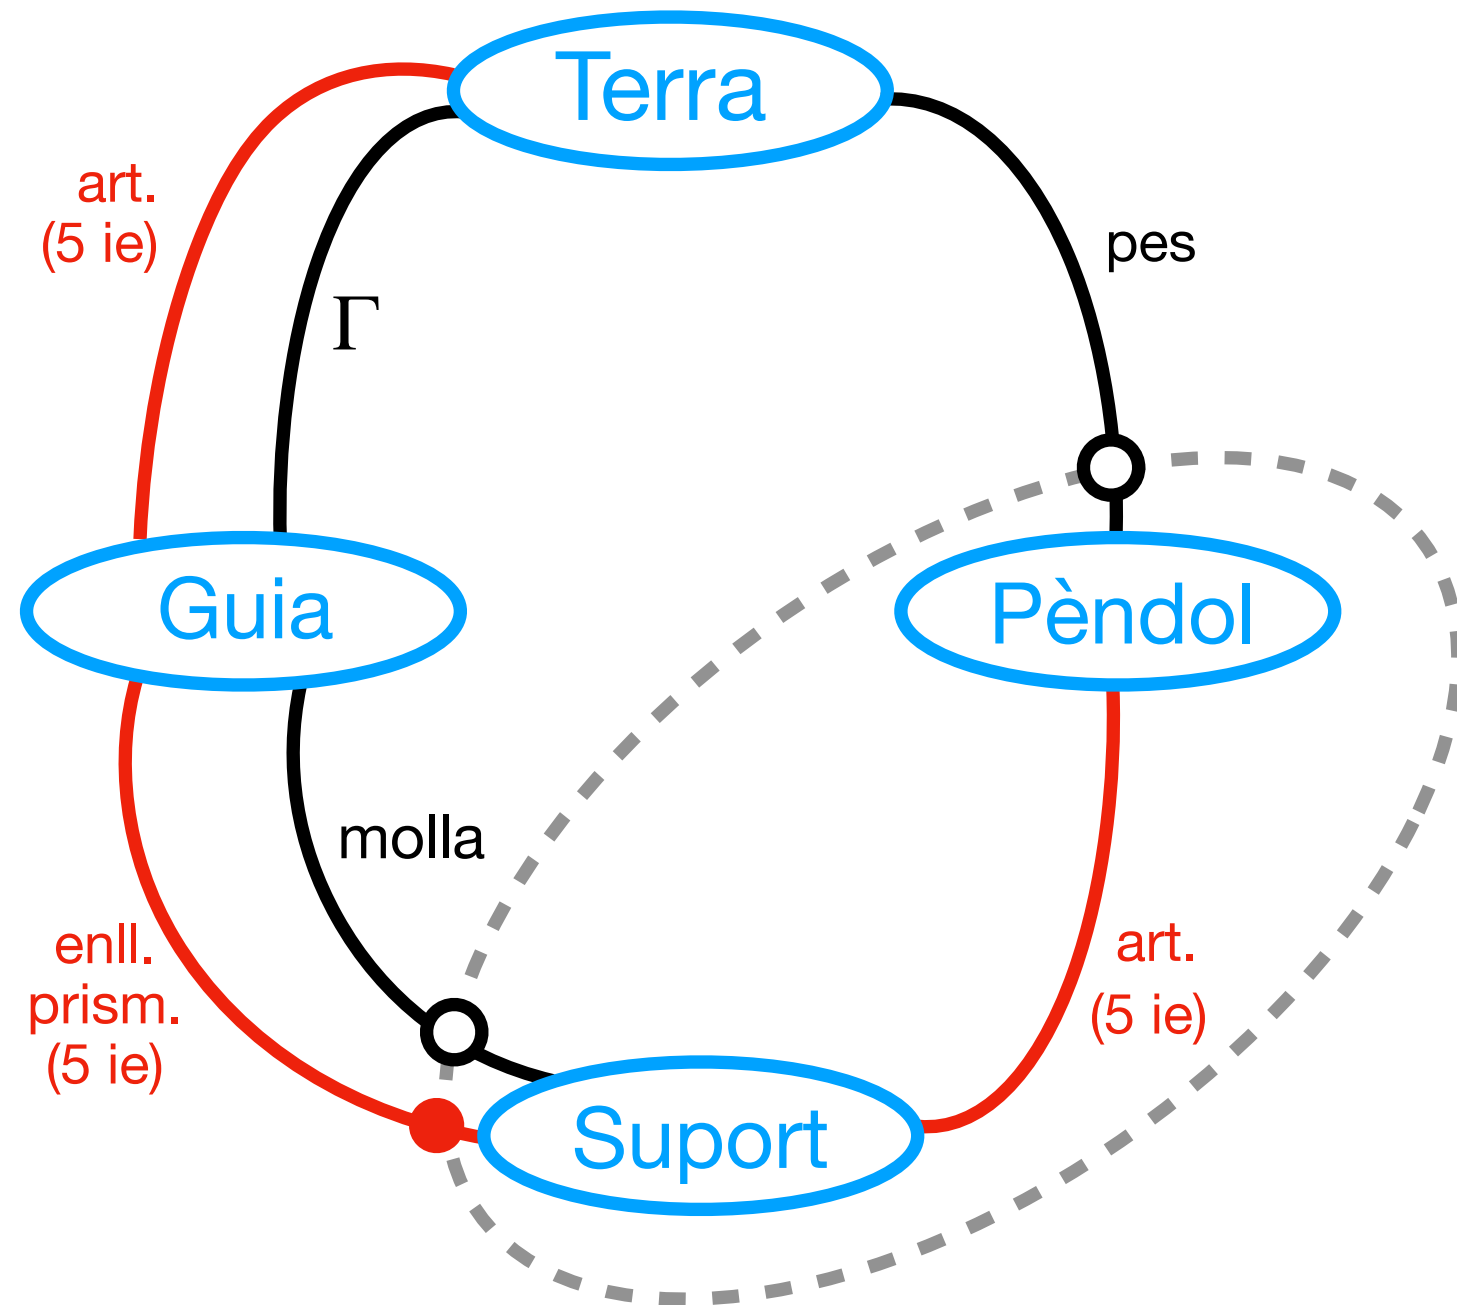 Terra
art.
(5 ie)
Γ
pes
Guia
Pèndol
molla
enll.
prism.
(5 ie)
art.
(5 ie)
Suport